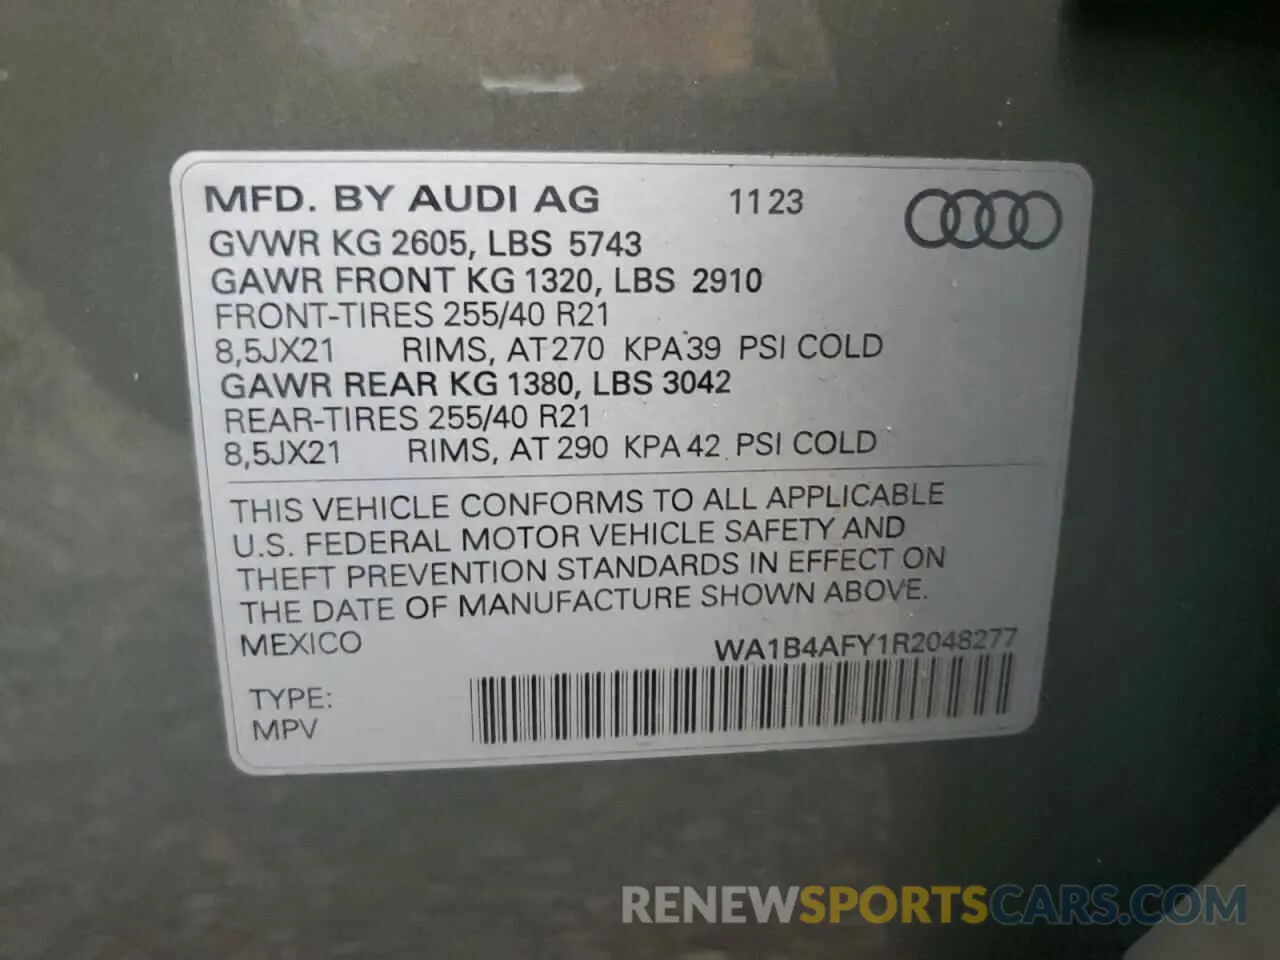 MFD. BY AUDI AG 11 23
GVWR KG 2605, LBS 5743
GAWR FRONT KG 1320, LBS 2910
FRONT-TIRES 255/40 R21
8,5JX21 RIMS, AT 270 KPA 39 PSI COLD
GAWR REAR KG 1380, LBS 3042
REAR-TIRES 255/40 R21
8,5JX21 RIMS, AT 290 KPA 42 PSI COLD
THIS VEHICLE CONFORMS TO ALL APPLICABLE
U.S. FEDERAL MOTOR VEHICLE SAFETY AND
THEFT PREVENTION STANDARDS IN EFFECT ON
THE DATE OF MANUFACTURE SHOWN ABOVE.
MEXICO WA1B4AFY1R2048277
TYPE:
MPV
RENEWSPORTSCARS.COM